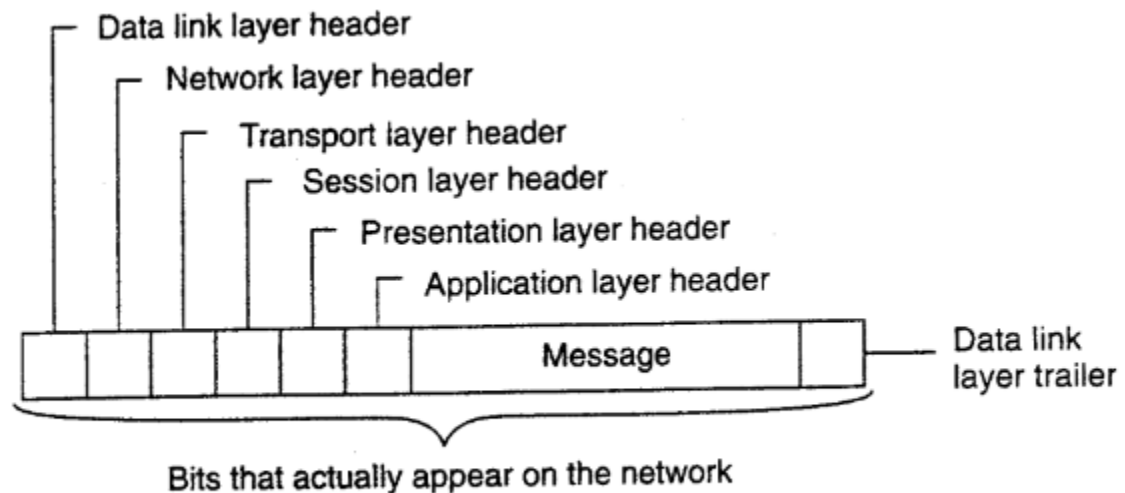 Data link layer header
Network layer header
Transport layer header
Session layer header
Presentation layer header
Application layer header
Message
Data link
layer trailer
Bits that actually appear on the network